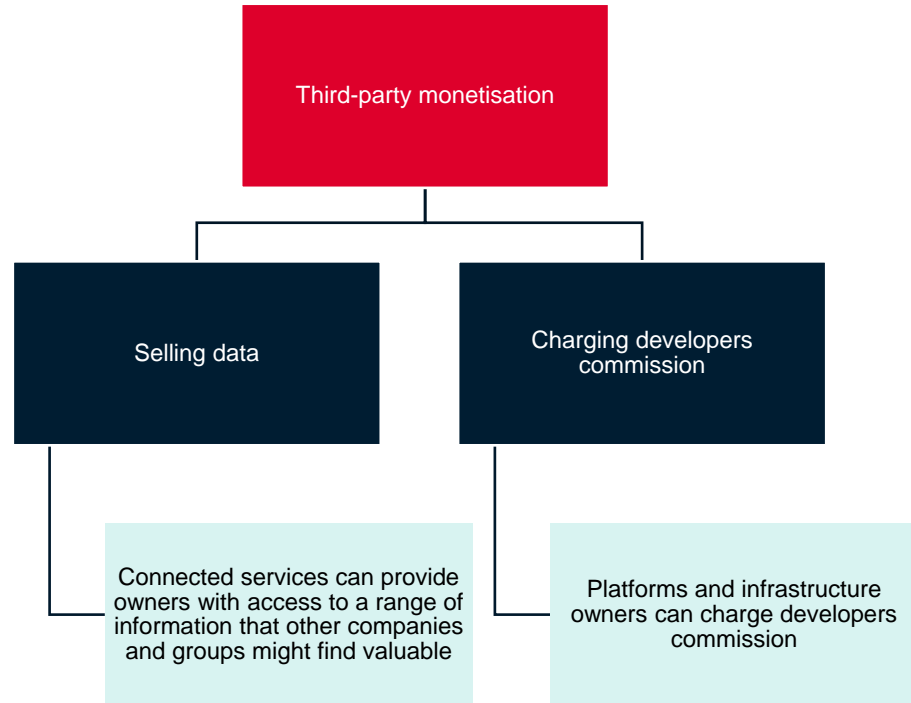 Third-party monetisation
Selling data
Charging developers
commission
Connected services can provide
owners with access to a range of
information that other companies
and groups might find valuable
Platforms and infrastructure
owners can charge developers
commission